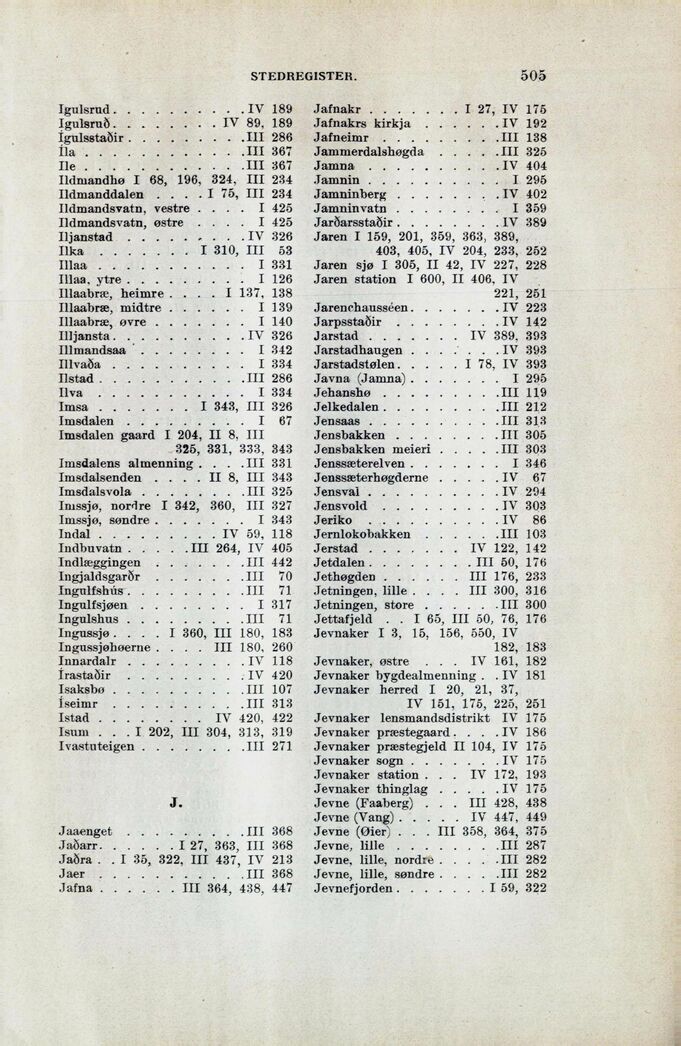 STEDREGISTER. 505
Igulsrud. . . . . . . . . . IV 189
Igulsruð. . . . . . . . IV 89, 189
Ígulsstaðir. . . . . . . . . III 286
Íla . . . . . . . . . . . . III 367
Ile . . . . . . . . . . . . III 367
Ildmandhø I 68, 196, 324, III 234
Ildmanddalen . . . . I 75, III 234
Ildmandsvatn, vestre . . . . I 425
Ildmandsvatn, østre . . . . I 425
Iljanstad . . . . . . . . . IV 326
Ilka . . . . . . . I 310, III 53
Illaa . . . . . . . . . . . I 331
Illaa, ytre . . . . . . . . . I 126
Illaabræ, heimre . . . . I 137, 138
Illaabræ, midtre . . . . . . I 139
Illaabræ, øvre . . . . . . . I 140
Illjansta. . . . . . . . . . IV 326
Illmandsaa . . . . . . . . I 342
Illvaða . . . . . . . . . . I 334
Ilstad . . . . . . . . . . . III 286
Ilva . . . . . . . . . . . I 334
Imsa . . . . . . . I 343, III 326
Imsdalen . . . . . . . . . I 67
Imsdalen gaard I 204, II 8, III
325, 331, 333, 343
Imsdalens almenning . . . . III 331
Imsdalsenden . . . . II 8, III 343
Imsdalsvola . . . . . . . . III 325
Imssjø, nordre I 342, 360, III 327
Imssjø, søndre . . . . . . . I 343
Indal . . . . . . . . . IV 59, 118
Indbuvatn . . . . . III 264, IV 405
Indlæggingen . . . . . . . III 442
Ingjaldsgarðr . . . . . . . III 70
Ingulfshús . . . . . . . . . III 71
Ingulfsjøen . . . . . . . . . I 317
Ingulshus . . . . . . . . . III 71
Ingussjø . . . . I 360, III 180, 183
Ingussjøhøerne . . . . III 180, 260
Innardalr . . . . . . . . . IV 118
Írastaðir . . . . . . . . . IV 420
Isaksbø . . . . . . . . . . III 107
Íseimr . . . . . . . . . . III 313
Istad . . . . . . . . IV 420, 422
Isum . . . I 202, III 304, 313, 319
Ivastuteigen . . . . . . . . III 271
J.
Jaaenget . . . . . . . . . III 368
Jaðarr. . . . . . I 27, 363, III 368
Jaðra . . I 35, 322, III 437, IV 213
Jaer . . . . . . . . . . . III 368
Jafna . . . . . . III 364, 438, 447
Jafnakr . . . . . . . I 27, IV 175
Jafnakrs kirkja . . . . . . IV 192
Jafneimr . . . . . . . . . III 138
Jammerdalshøgda . . . . . III 325
Jamna . . . . . . . . . . IV 404
Jamnin . . . . . . . . . . I 295
Jamninberg . . . . . . . . IV 402
Jamninvatn . . . . . . . . I 359
Jarðarsstaðir . . . . . . . . IV 389
Jaren I 159, 201, 359, 363, 389,
403, 405, IV 204, 233, 252
Jaren sjø I 305, II 42, IV 227, 228
Jaren station I 600, II 406, IV
221, 251
Jarenchausséen. . . . . . . IV 223
Jarpsstaðir . . . . . . . . IV 142
Jarstad . . . . . . . IV 389, 393
Jarstadhaugen . . . . . . . IV 393
Jarstadstølen. . . . . . I 78, IV 393
Javna (Jamna) . . . . . . . I 295
Jehanshø . . . . . . . . . III 119
Jelkedalen. . . . . . . . . III 212
Jensaas . . . . . . . . . . III 313
Jensbakken . . . . . . . . III 305
Jensbakken meieri . . . . . III 303
Jenssæterelven . . . . . . . I 346
Jenssæterhøgderne . . . . . IV 67
Jensval . . . . . . . . . . IV 294
Jensvold . . . . . . . . . IV 303
Jeriko . . . . . . . . . . IV 86
Jernlokobakken . . . . . . III 103
Jerstad . . . . . . . IV 122, 142
Jetdalen . . . . . . . . III 50, 176
Jethøgden . . . . . . III 176, 233
Jetningen, lille . . . . III 300, 316
Jetningen, store . . . . . . III 300
Jettafjeld . . I 65, III 50, 76, 176
Jevnaker I 3, 15, 156, 550, IV
182, 183
Jevnaker, østre . . . IV 161, 182
Jevnaker bygdealmenning . . IV 181
Jevnaker herred I 20, 21, 37,
IV 151, 175, 225, 251
Jevnaker lensmandsdistrikt IV 175
Jevnaker præstegaard . . . . IV 186
Jevnaker præstegjeld II 104, IV 175
Jevnaker sogn . . . . . . . IV 175
Jevnaker station . . . IV 172, 193
Jevnaker thinglag . . . . . IV 175
Jevne (Faaberg) . . . III 428, 438
Jevne (Vang) . . . . . IV 447, 449
Jevne (Øier) . . . III 358, 364, 375
Jevne, lille . . . . . . . . III 287
Jevne, lille, nordre . . . . . III 282
Jevne, lille, søndre . . . . . III 282
Jevnefjorden . . . . . . . I 59, 322